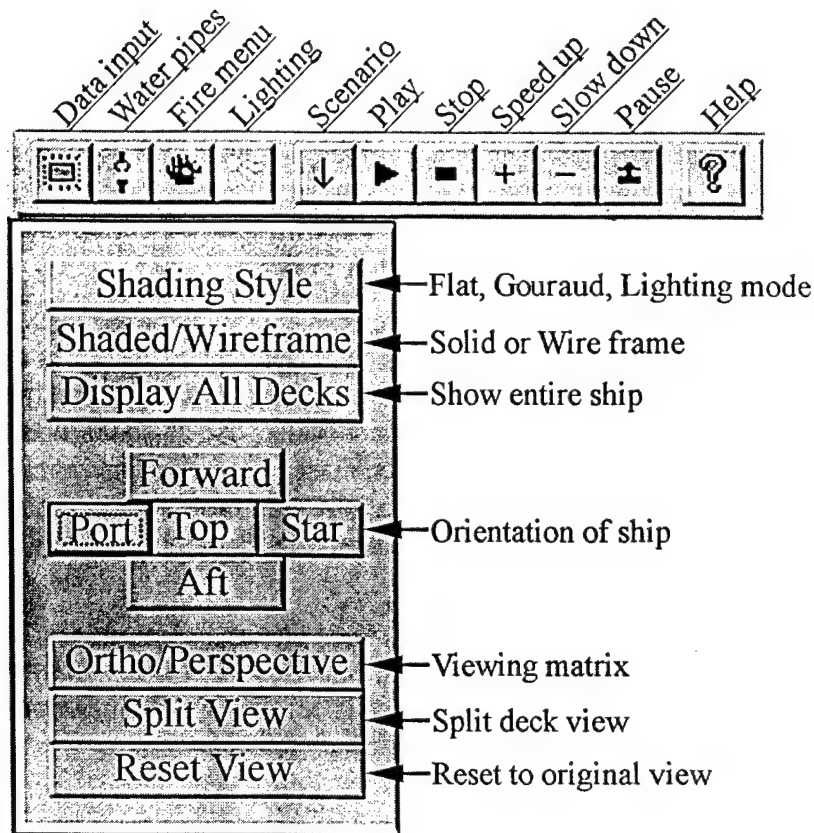 Data input
Water pipes
Fire menu
Lighting
Scenario
Play
Stop
Speed up
Slow down
Pause
Help
Shading Style
Flat, Gouraud, Lighting mode
Shaded/Wireframe
Solid or Wire frame
Display All Decks
Show entire ship
Forward
Port
Top
Star
Orientation of ship
Aft
Ortho/Perspective
Viewing matrix
Split View
Split deck view
Reset View
Reset to original view